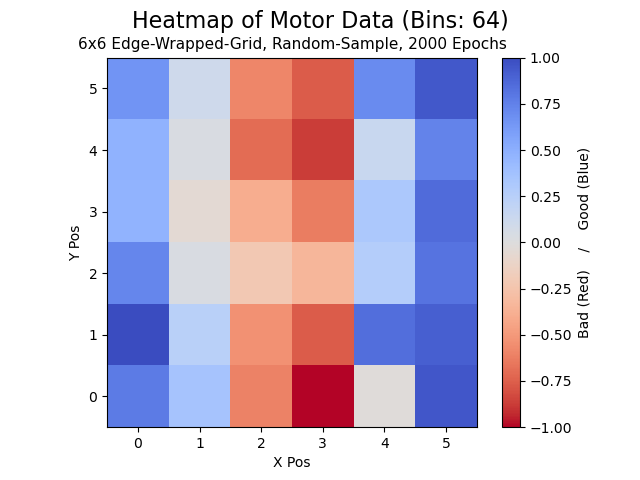 Heatmap of Motor Data (Bins: 64)
6x6 Edge-Wrapped-Grid, Random-Sample, 2000 Epochs
5
4
3
2
1
0
Y Pos
0 1 2 3 4 5
X Pos
1.00
0.75
0.50
0.25
0.00
−0.25
−0.50
−0.75
−1.00
Bad (Red) / Good (Blue)